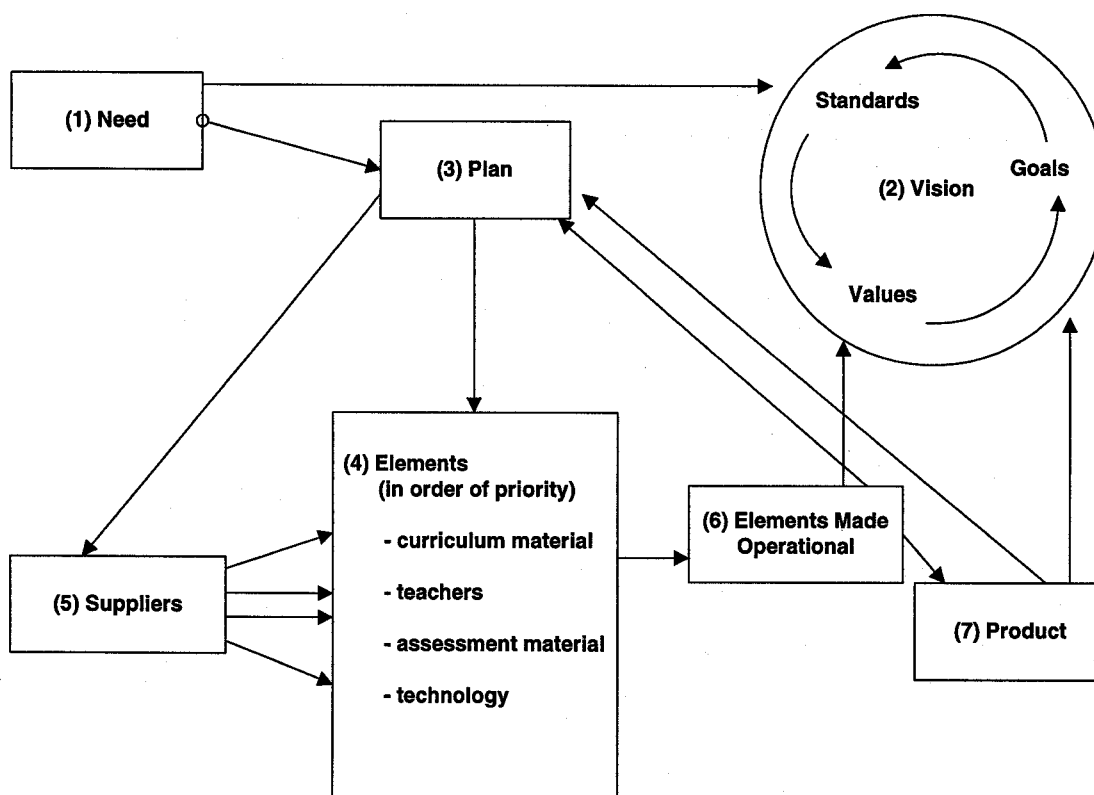 (1) Need
(3) Plan
Standards
Goals
(2) Vision
Values
(4) Elements
(in order of priority)
- curriculum material
- teachers
- assessment material
- technology
(5) Suppliers
(6) Elements Made
Operational
(7) Product